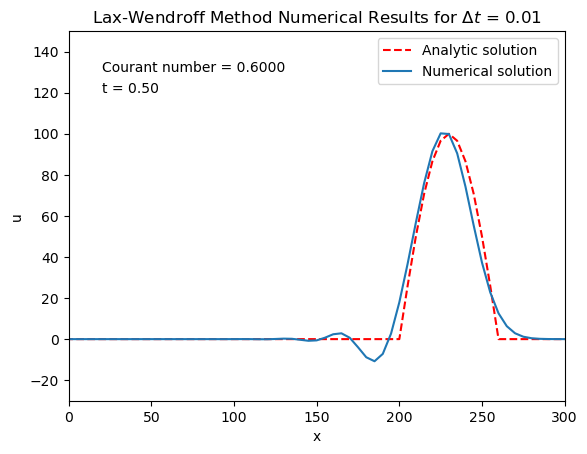 Lax-Wendroff Method Numerical Results for Δt = 0.01
140
120
100
80
60
40
20
0
−20
u
Courant number = 0.6000
t = 0.50
Analytic solution
Numerical solution
0 50 100 150 200 250 300
x